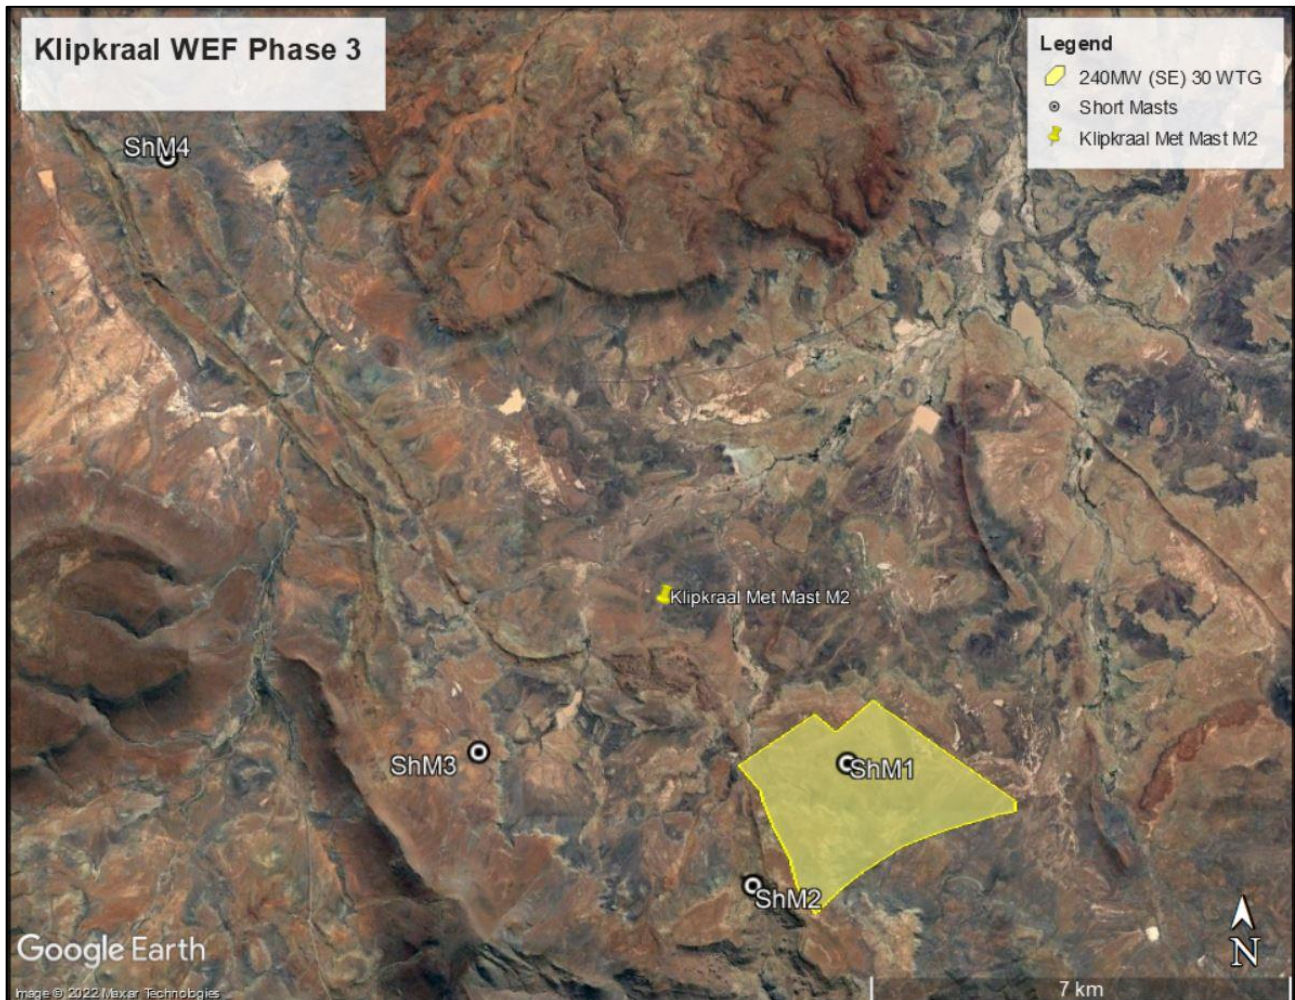 Klipkraal WEF Phase 3
Legend
240MW (SE) 30 WTG
Short Masts
Klipkraal Met Mast M2
ShM4
Klipkraal Met Mast M2
ShM3
ShM1
ShM2
N
Google Earth
7 km
Image © 2022 Maxar Technologies